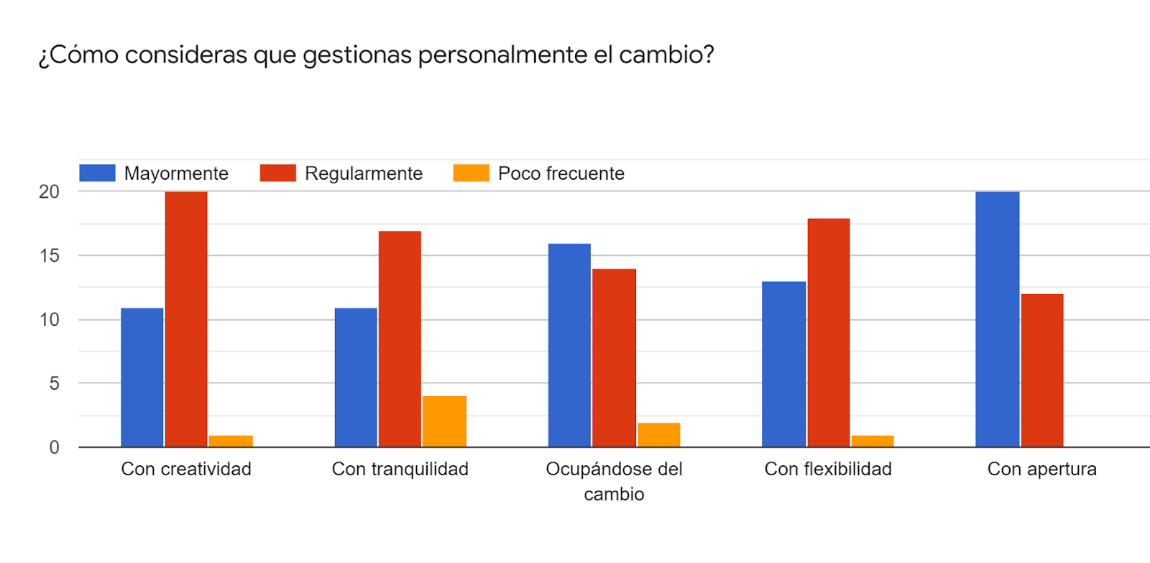 ¿Cómo consideras que gestionas personalmente el cambio?
Mayormente Regularmente Poco frecuente
20
15
10
5
0
Con creatividad Con tranquilidad Ocupándose del cambio Con flexibilidad Con apertura